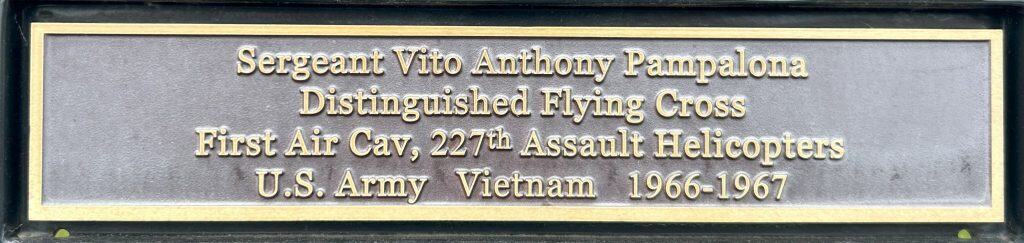 Sergeant Vito Anthony Pampalona
Distinguished Flying Cross
First Air Cav, 227th Assault Helicopters
U.S. Army Vietnam 1966-1967